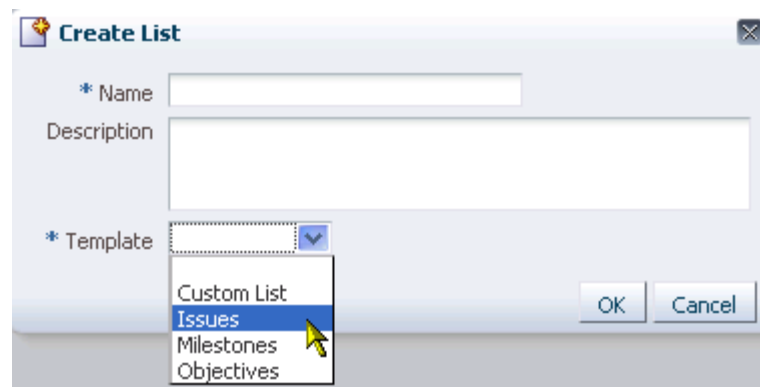 Create List
* Name
Description
* Template
Custom List
Issues
Milestones
Objectives
OK Cancel